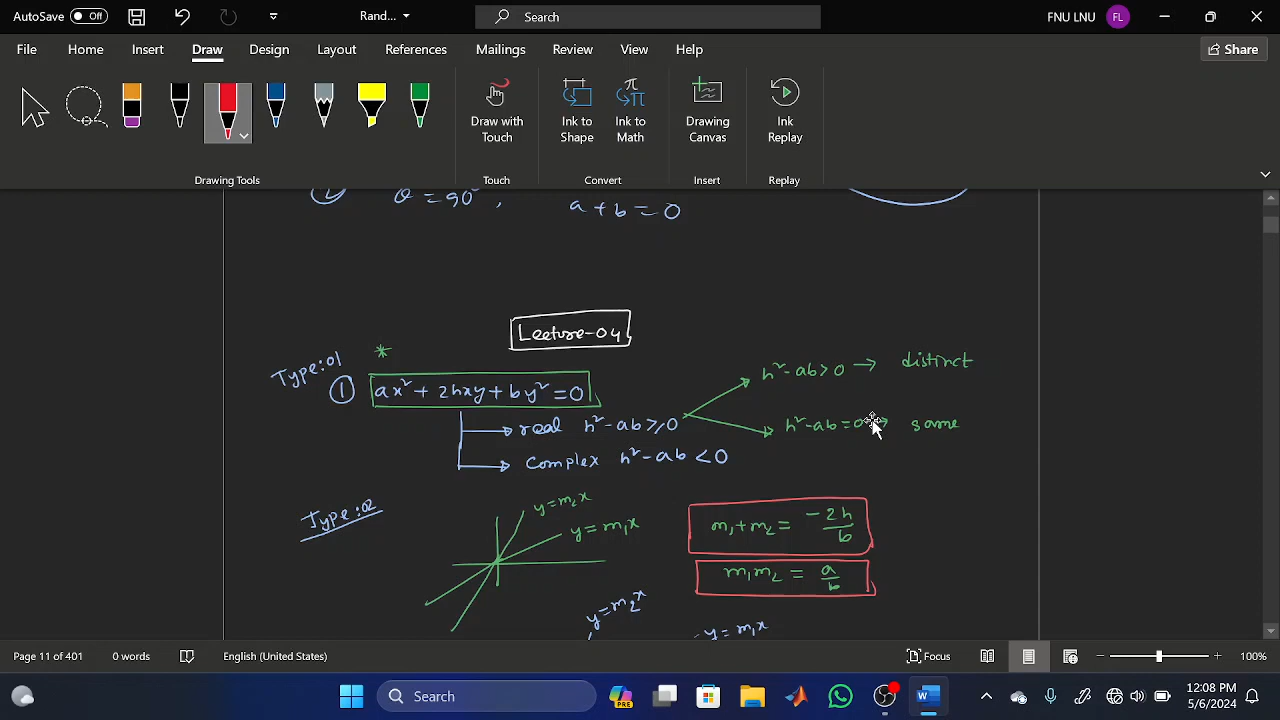 AutoSave Off Rand... Search FNU LNU FL
File Home Insert Draw Design Layout References Mailings Review View Help Share
Draw with Touch
Ink to Shape
Ink to Math
Drawing Canvas
Ink Replay
Drawing Tools Touch Convert Insert Replay
② θ = 90°, a + b = 0
Lecture-04
Type:01 *
① ax² + 2hxy + by² = 0
h² - ab > 0 → distinct
real h² - ab ≥ 0
h² - ab = 0 → same
complex h² - ab < 0
Type:02
y = m₂x
y = m₁x
m₁ + m₂ = -2h/b
m₁m₂ = a/b
y = m₂x
y = m₁x
Page 11 of 401 0 words English (United States) Focus 100%
Search PRE 12:08 PM
5/6/2024